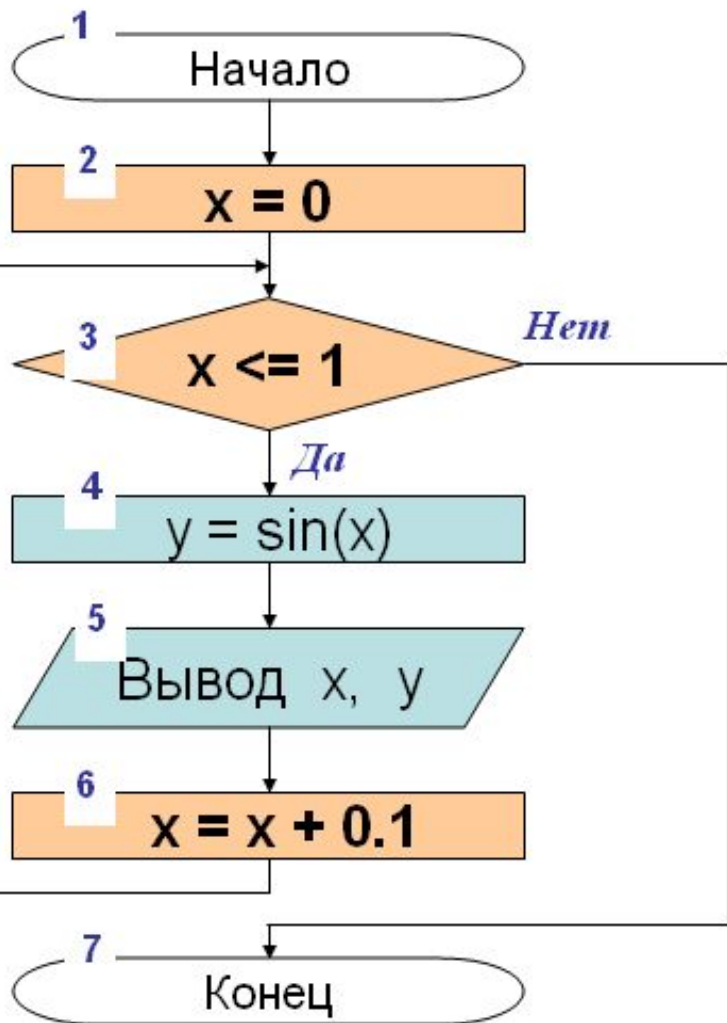 1
Начало
2
x = 0
3
x <= 1
Нет
Да
4
y = sin(x)
5
Вывод x, y
6
x = x + 0.1
7
Конец